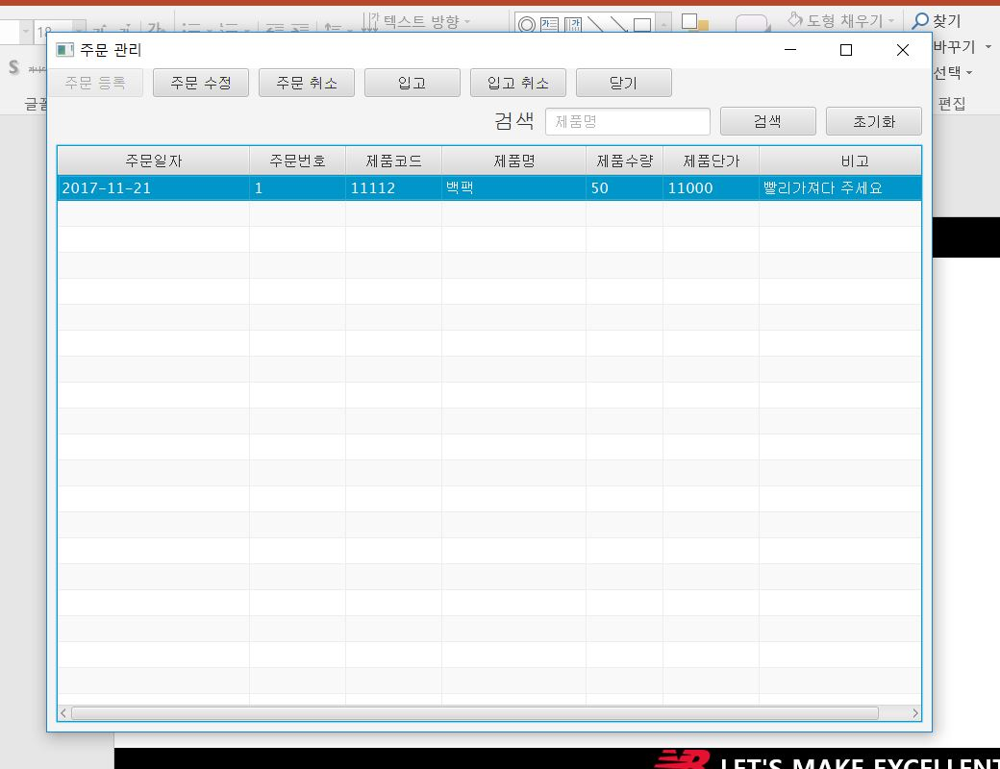 텍스트 방향
도형 채우기
찾기
18
주문 관리
바꾸기
S
선택
주문 등록
주문 수정
주문 취소
입고
입고 취소
닫기
편집
검색
제품명
검색
초기화
주문일자 주문번호 제품코드 제품명 제품수량 제품단가 비고
2017-11-21 1 11112 백팩 50 11000 빨리가져다 주세요
LET'S MAKE EXCELLENT